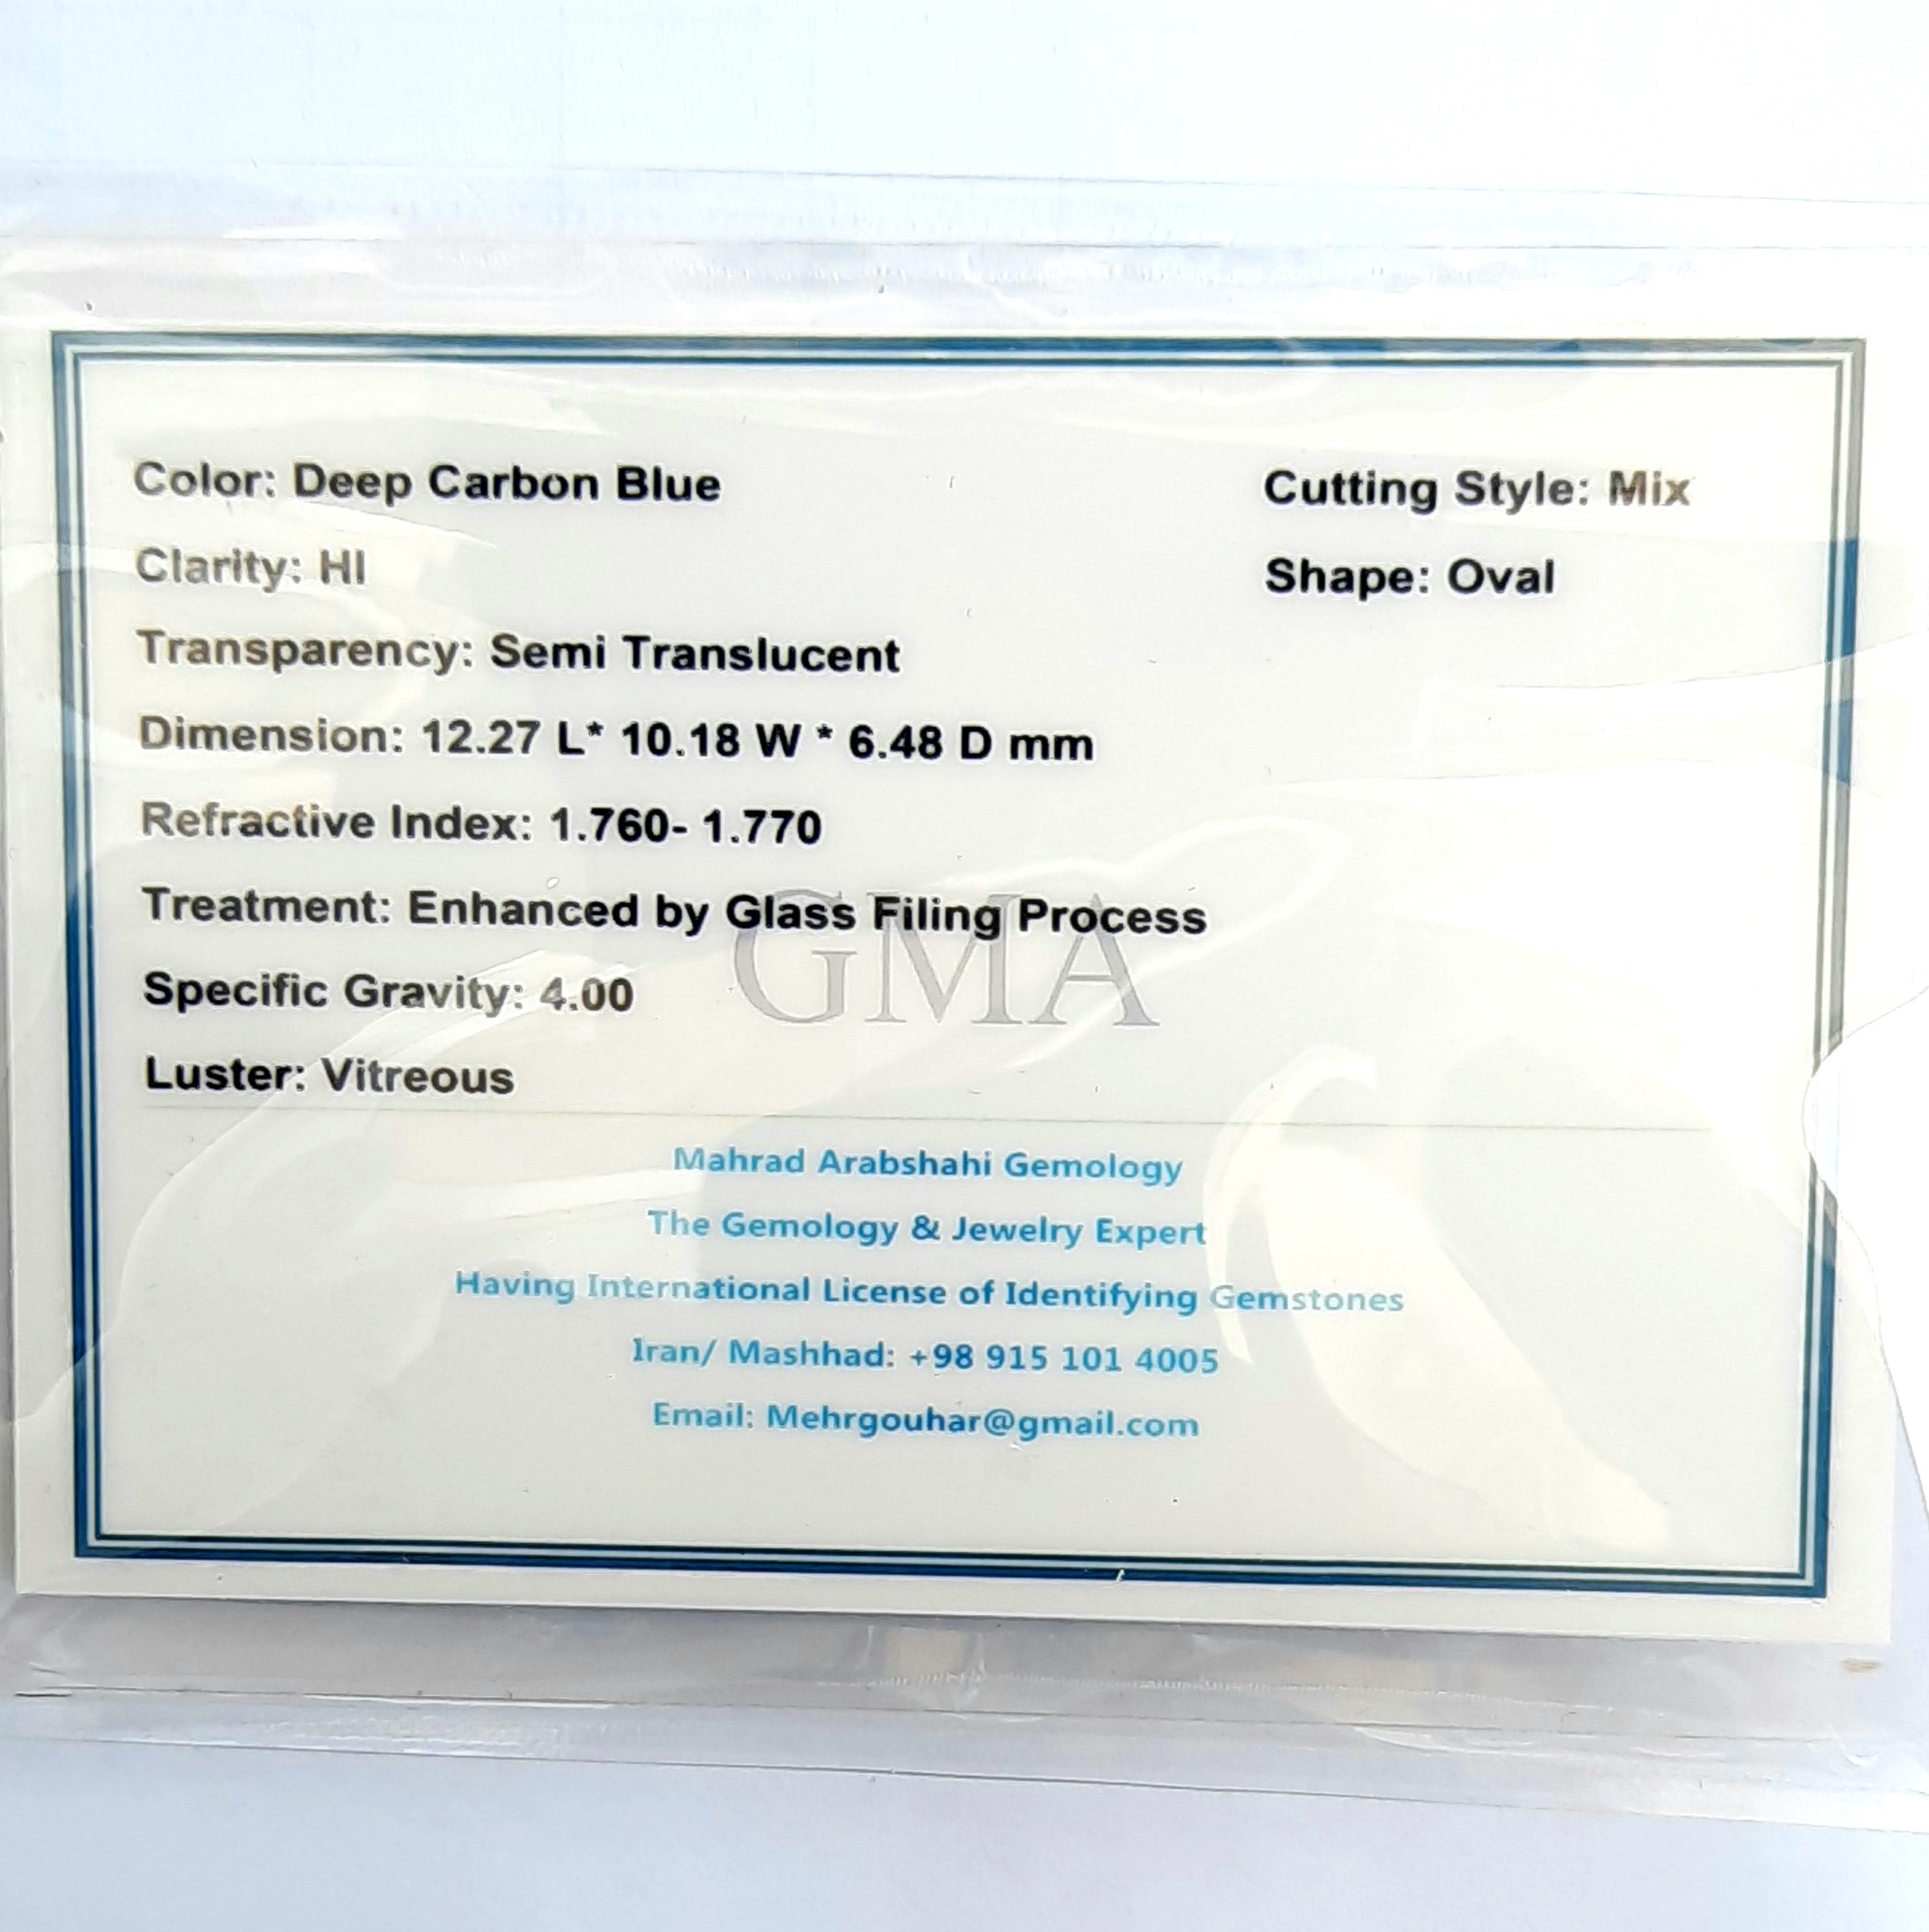 Color: Deep Carbon Blue
Cutting Style: Mix
Clarity: HI
Shape: Oval
Transparency: Semi Translucent
Dimension: 12.27 L* 10.18 W * 6.48 D mm
Refractive Index: 1.760- 1.770
Treatment: Enhanced by Glass Filing Process
GMA
Specific Gravity: 4.00
Luster: Vitreous
Mahrad Arabshahi Gemology
The Gemology & Jewelry Expert
Having International License of Identifying Gemstones
Iran/ Mashhad: +98 915 101 4005
Email: Mehrgouhar@gmail.com